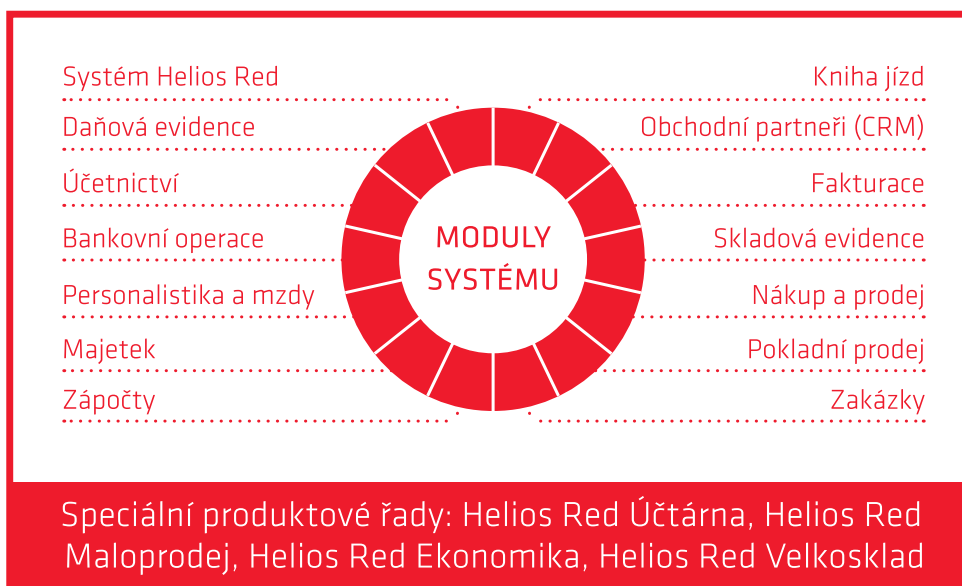 Systém Helios Red
Daňová evidence
Účetnictví
Bankovní operace
Personalistika a mzdy
Majetek
Zápočty
MODULY
SYSTÉMU
Kniha jízd
Obchodní partneři (CRM)
Fakturace
Skladová evidence
Nákup a prodej
Pokladní prodej
Zakázky
Speciální produktové řady: Helios Red Účtárna, Helios Red
Maloprodej, Helios Red Ekonomika, Helios Red Velkosklad